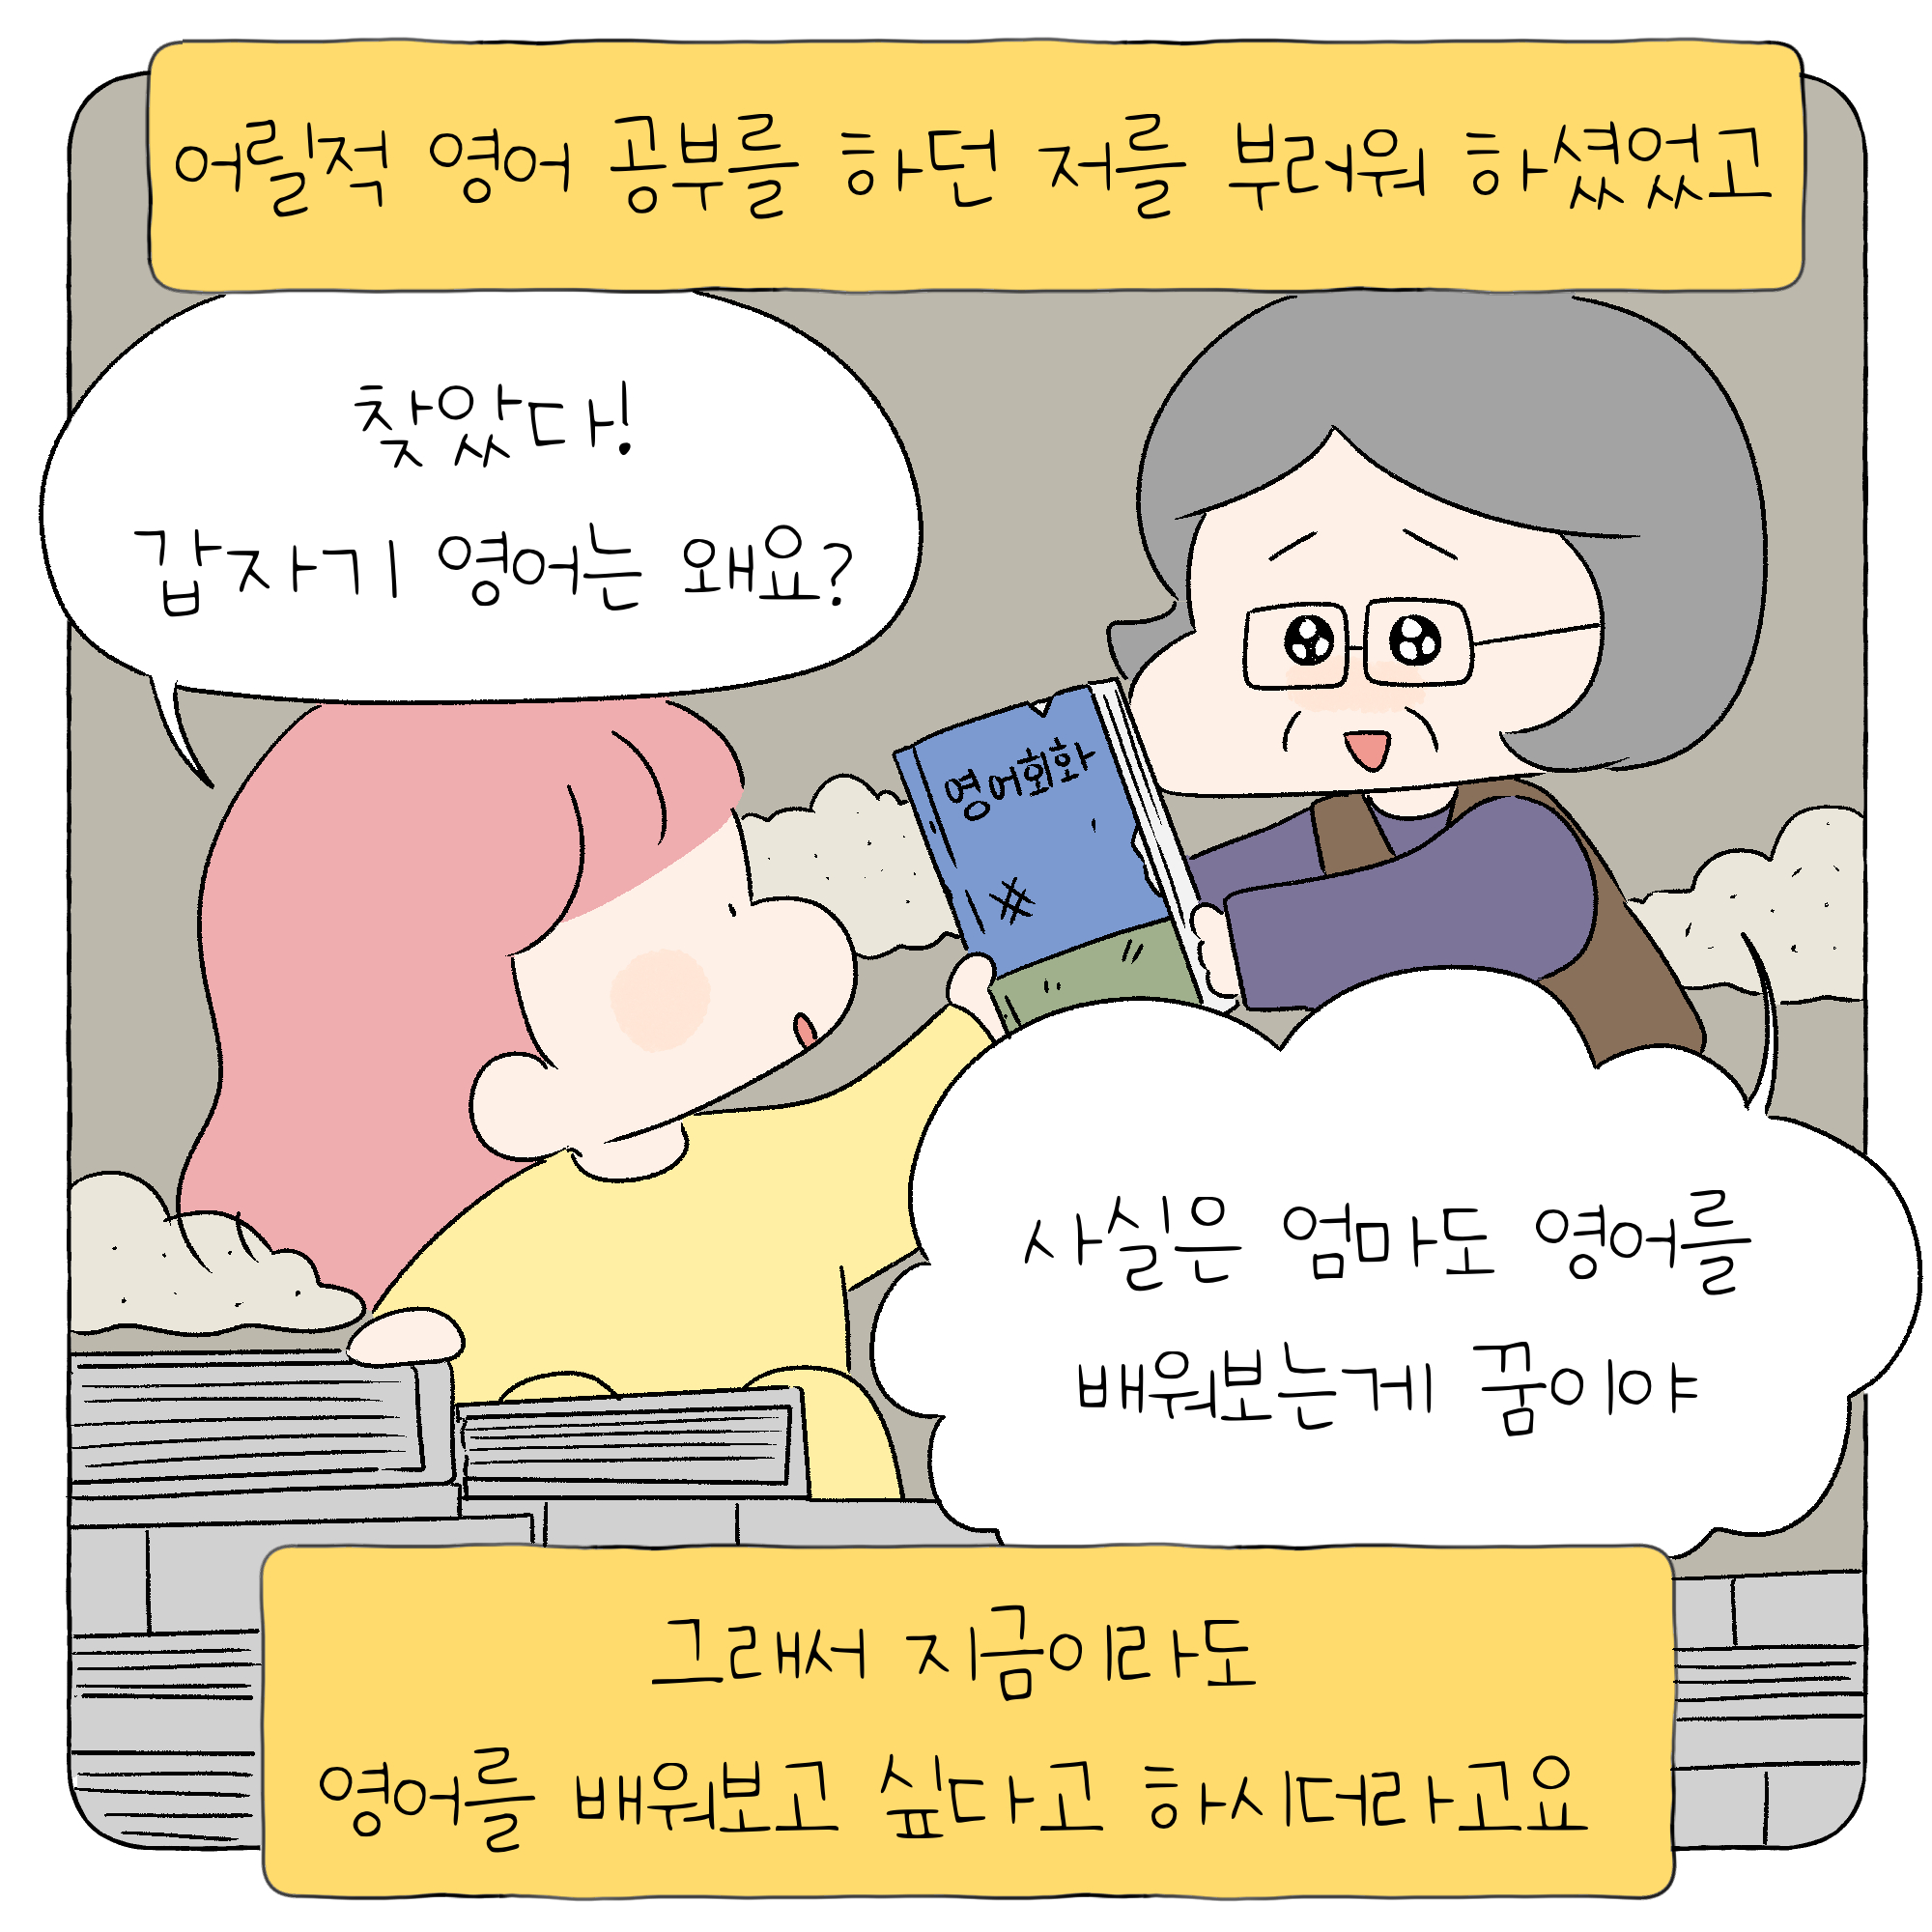 어릴적 영어 공부를 하던 저를 부러워 하셨었고
찾았다!
갑자기 영어는 왜요?
영어회화
사실은 엄마도 영어를
배워보는게 꿈이야
그래서 지금이라도
영어를 배워보고 싶다고 하시더라고요